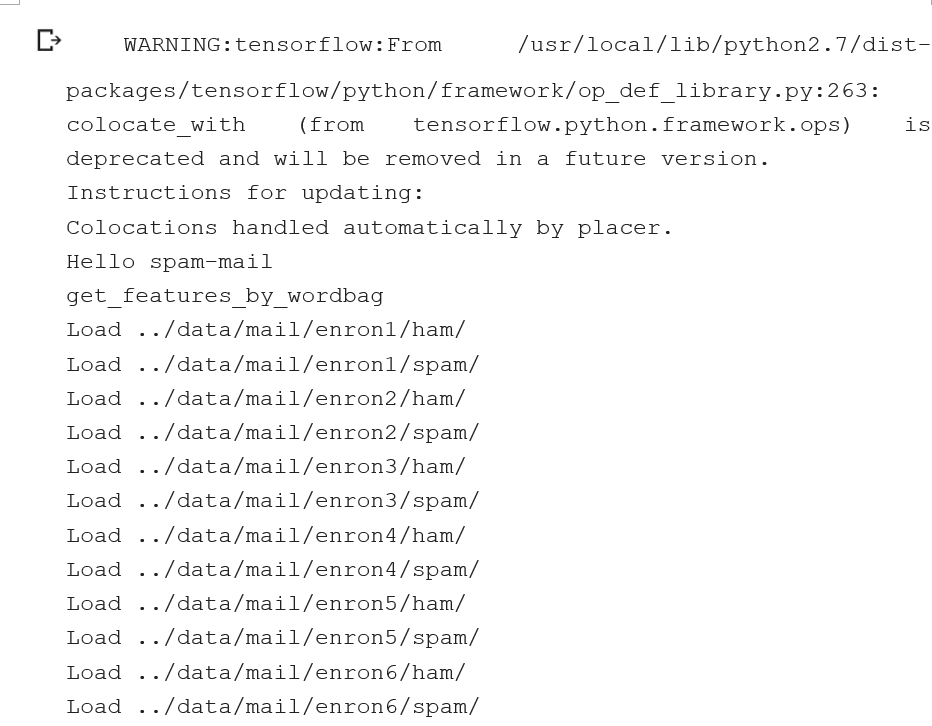 WARNING:tensorflow:From /usr/local/lib/python2.7/dist-
packages/tensorflow/python/framework/op_def_library.py:263:
colocate_with (from tensorflow.python.framework.ops) is
deprecated and will be removed in a future version.
Instructions for updating:
Colocations handled automatically by placer.
Hello spam-mail
get_features_by_wordbag
Load ../data/mail/enron1/ham/
Load ../data/mail/enron1/spam/
Load ../data/mail/enron2/ham/
Load ../data/mail/enron2/spam/
Load ../data/mail/enron3/ham/
Load ../data/mail/enron3/spam/
Load ../data/mail/enron4/ham/
Load ../data/mail/enron4/spam/
Load ../data/mail/enron5/ham/
Load ../data/mail/enron5/spam/
Load ../data/mail/enron6/ham/
Load ../data/mail/enron6/spam/